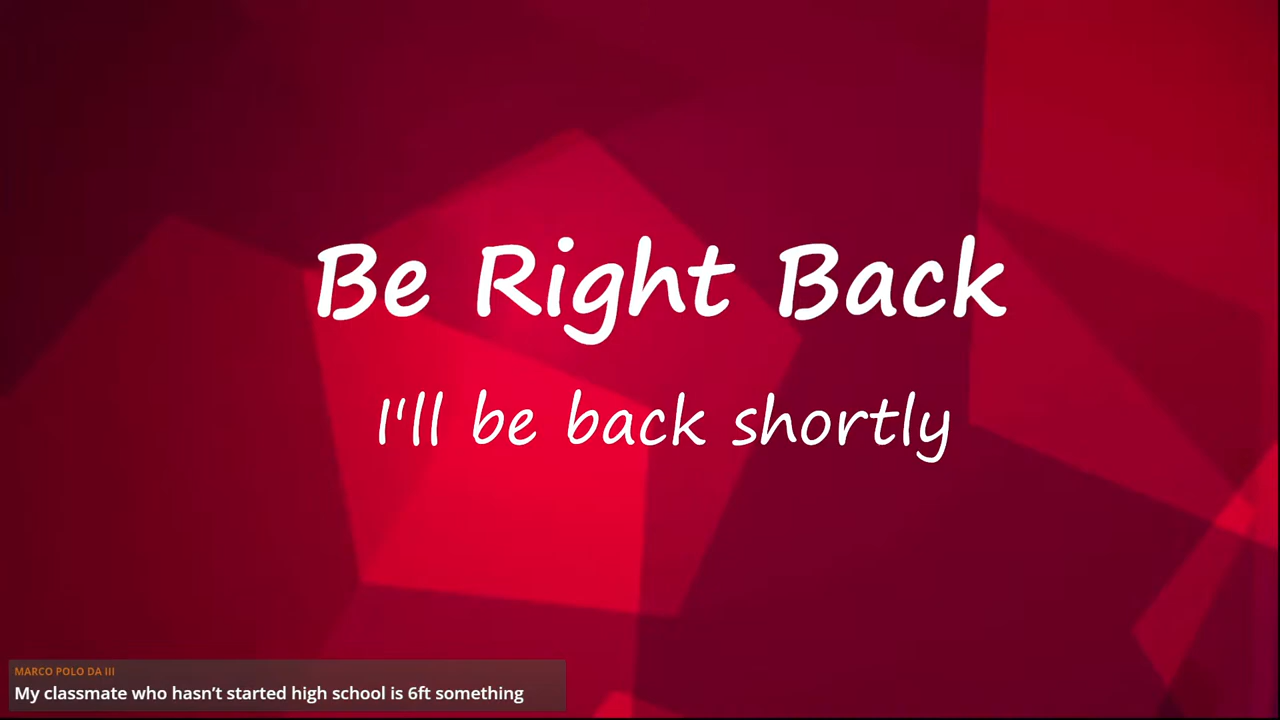 Be Right Back
I'll be back shortly
MARCO POLO DA III
My classmate who hasn’t started high school is 6ft something